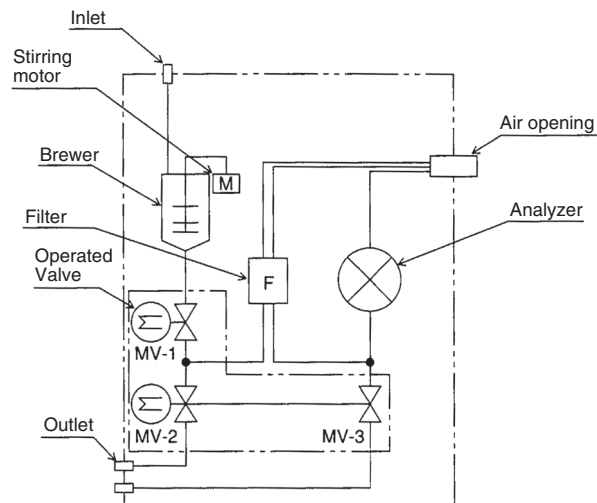 Inlet
Stirring
motor
Brewer
Filter
Operated
Valve
Outlet
M
F
MV-1
MV-2
MV-3
Air opening
Analyzer